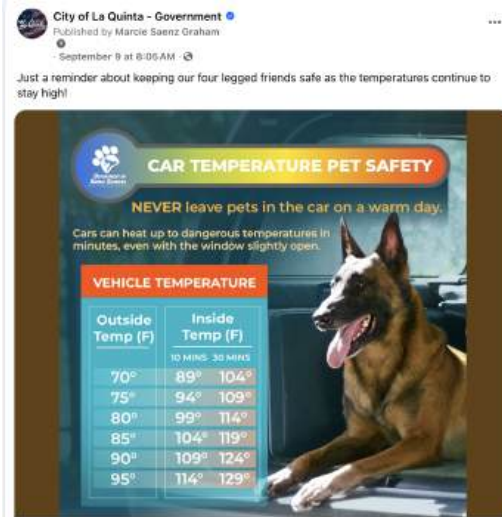 City of La Quinta - Government
Published by Marcie Saenz Graham
· September 9 at 8:05 AM ·
Just a reminder about keeping our four legged friends safe as the temperatures continue to
stay high!
CAR TEMPERATURE PET SAFETY
NEVER leave pets in the car on a warm day.
Cars can heat up to dangerous temperatures in
minutes, even with the window slightly open.
VEHICLE TEMPERATURE
Outside Inside
Temp (F) Temp (F)
10 MINS 30 MINS
70° 89° 104°
75° 94° 109°
80° 99° 114°
85° 104° 119°
90° 109° 124°
95° 114° 129°